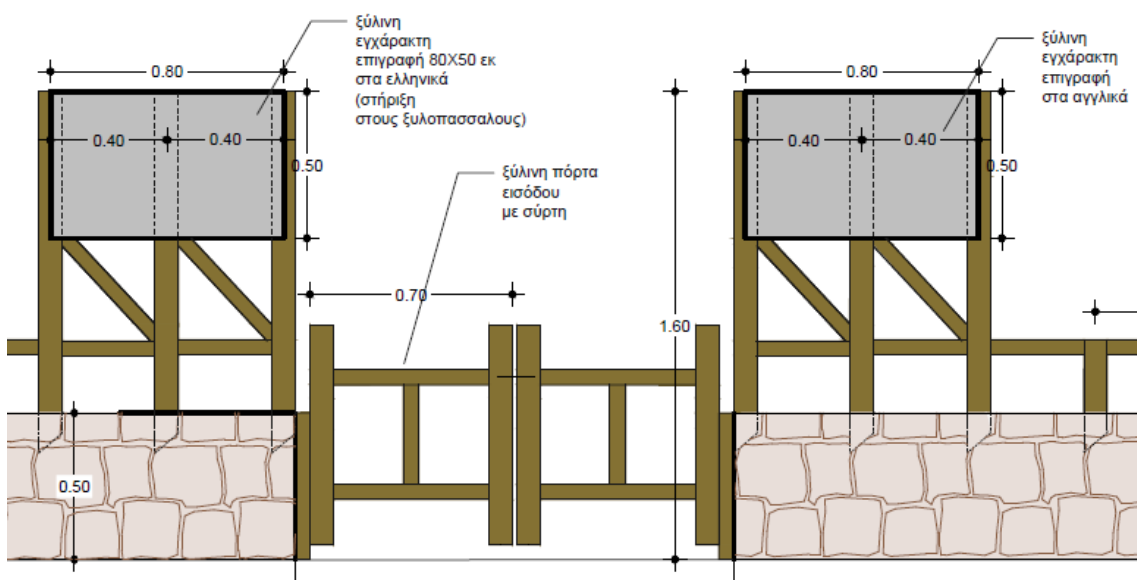 ξύλινη
εγχάρακτη
επιγραφή 80Χ50 εκ
στα ελληνικά
(στήριξη
στους ξυλοπασσαλους)
ξύλινη
εγχάρακτη
επιγραφή
στα αγγλικά
0.80
0.80
0.40
0.40
0.50
0.40
0.40
0.50
ξύλινη πόρτα
εισόδου
με σύρτη
0.70
1.60
0.50